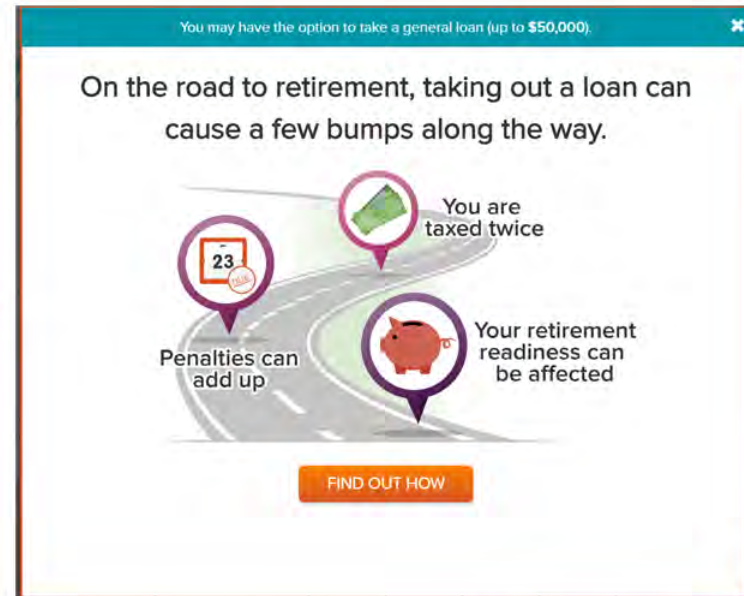 You may have the option to take a general loan (up to $50,000).
On the road to retirement, taking out a loan can
cause a few bumps along the way.
You are
taxed twice
23
Penalties can
add up
Your retirement
readiness can
be affected
FIND OUT HOW